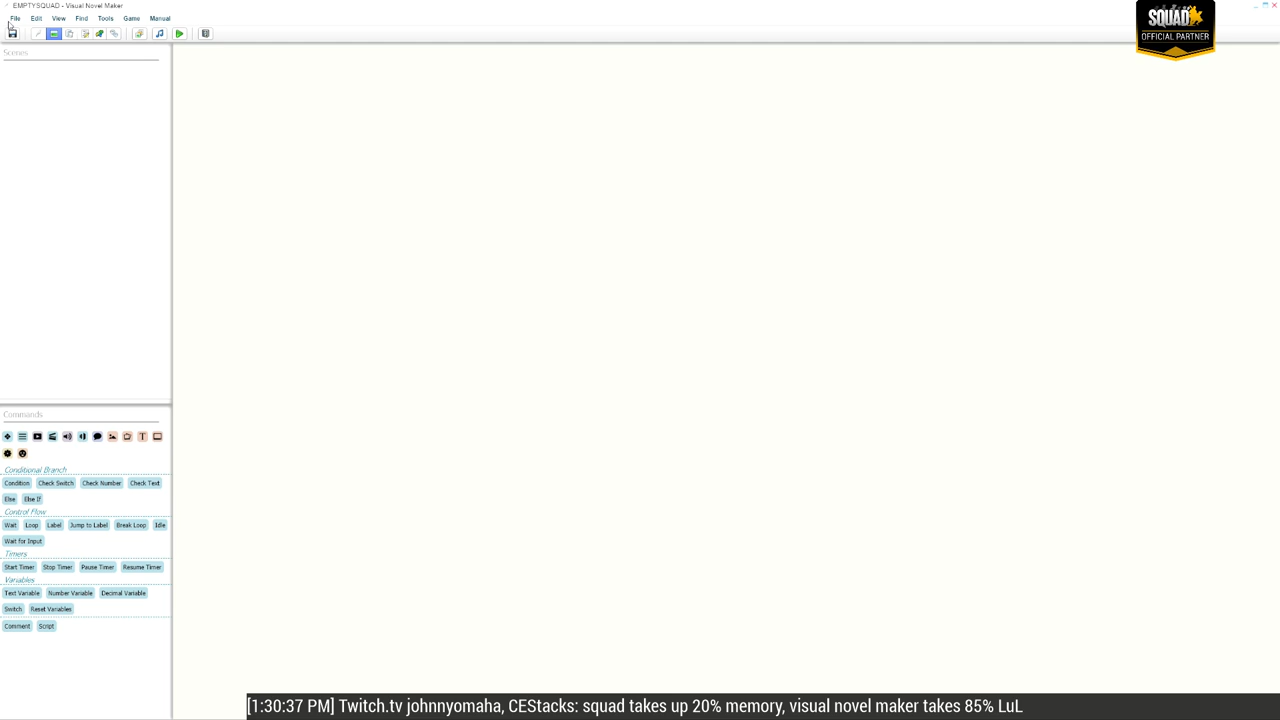 EMPTYSQUAD - Visual Novel Maker
File Edit View Find Tools Game Manual
SQUAD
OFFICIAL PARTNER
Scenes
Commands
T
Conditional Branch
Condition Check Switch Check Number Check Text
Else Else If
Control Flow
Wait Loop Label Jump to Label Break Loop Idle
Wait for Input
Timers
Start Timer Stop Timer Pause Timer Resume Timer
Variables
Text Variable Number Variable Decimal Variable
Switch Reset Variables
Comment Script
[1:30:37 PM] Twitch.tv johnnyomaha, CEStacks: squad takes up 20% memory, visual novel maker takes 85% LuL